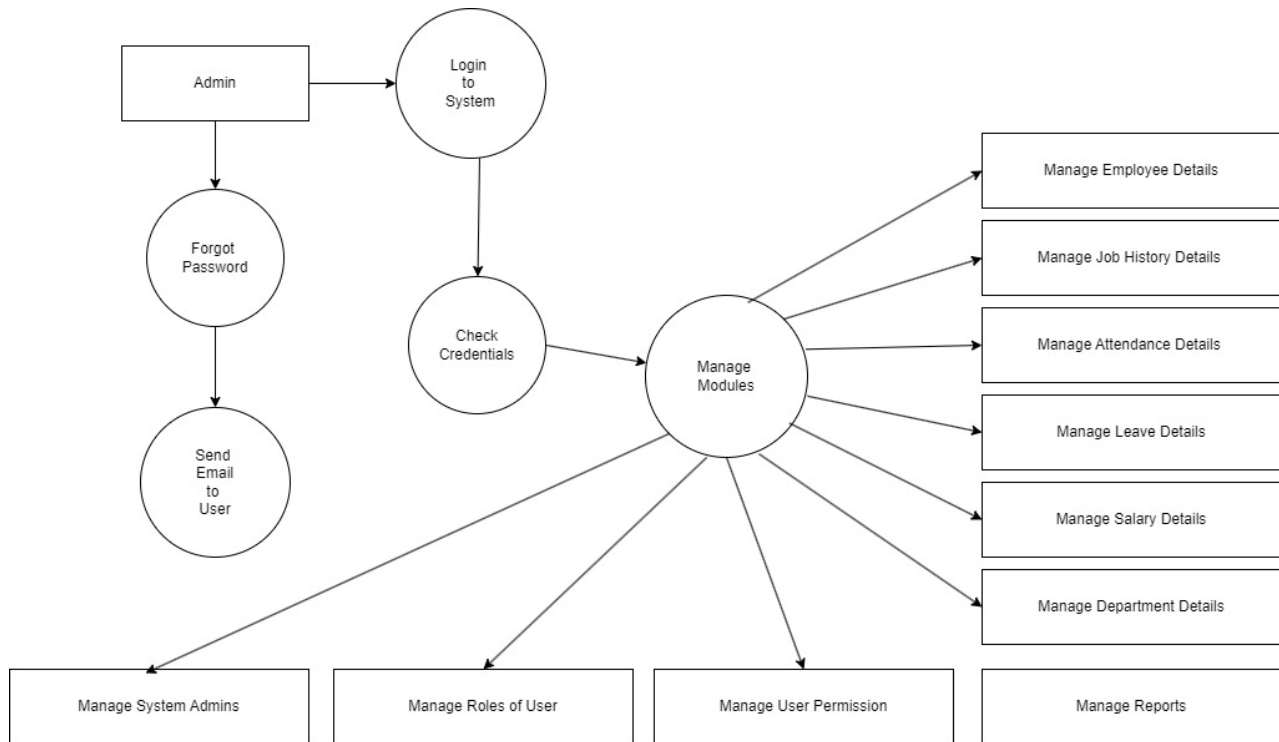 Admin
Login
to
System
Forgot
Password
Check
Credentials
Send
Email
to
User
Manage
Modules
Manage Employee Details
Manage Job History Details
Manage Attendance Details
Manage Leave Details
Manage Salary Details
Manage Department Details
Manage System Admins
Manage Roles of User
Manage User Permission
Manage Reports